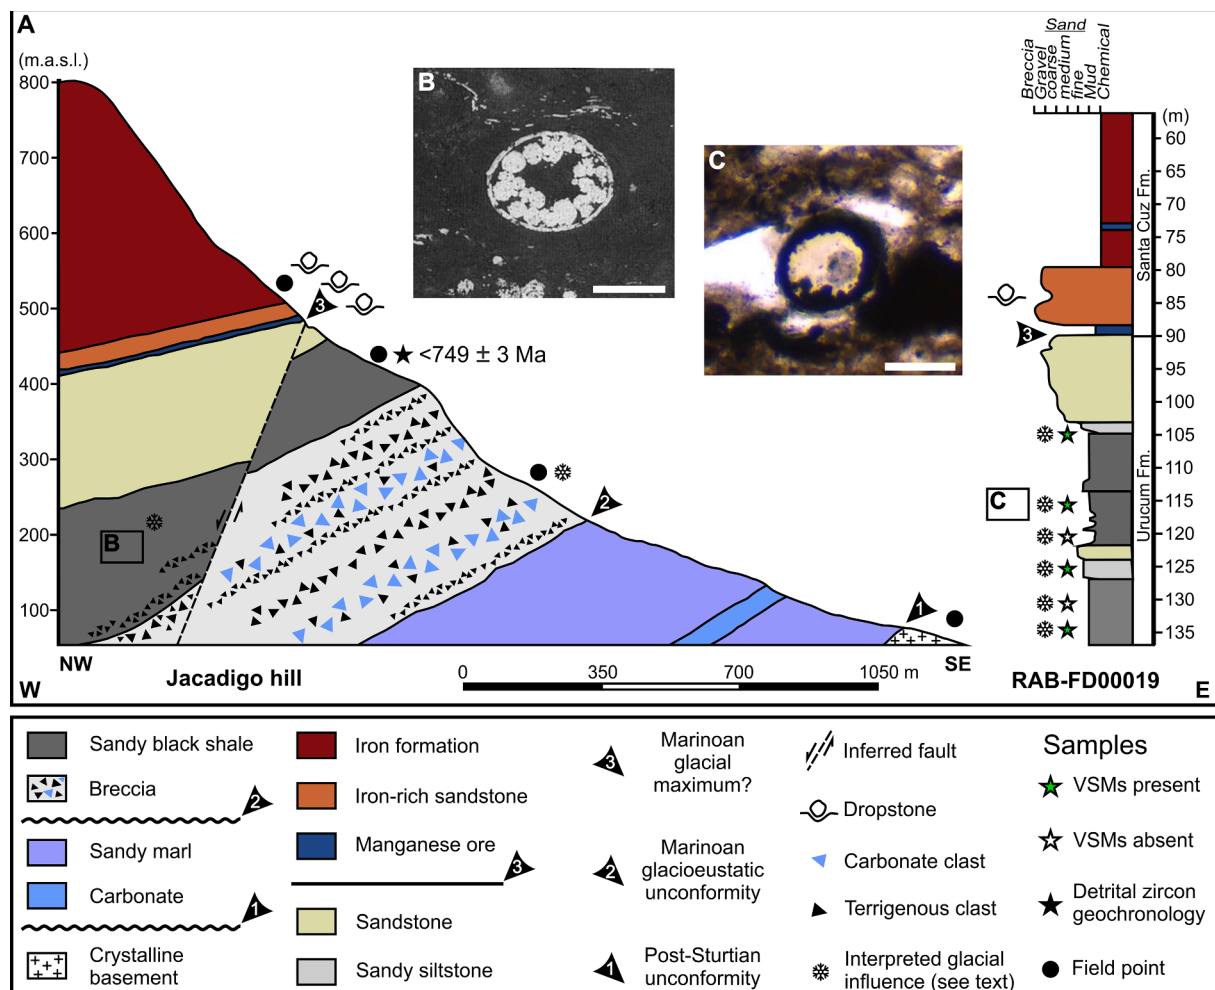 A
(m.a.s.l.)
800
700
600
500
400
300
200
100
B
C
3
<749 ± 3 Ma
2
B
1
NW
Jacadigo hill
SE
W
0
350
700
1050 m
Breccia
Gravel
coarse
medium
fine
Sand
Mud
Chemical
(m)
60
65
70
75
80
85
90
95
100
105
110
115
120
125
130
135
Santa Cuz Fm.
Urucum Fm.
3
C
RAB-FD00019
E
Sandy black shale
Breccia
2
Sandy marl
Carbonate
1
Crystalline
basement
Iron formation
Iron-rich sandstone
Manganese ore
3
Sandstone
Sandy siltstone
3
Marinoan
glacial
maximum?
2
Marinoan
glacioeustatic
unconformity
1
Post-Sturtian
unconformity
Inferred fault
Dropstone
Carbonate clast
Terrigenous clast
Interpreted glacial
influence (see text)
Samples
VSMs present
VSMs absent
Detrital zircon
geochronology
Field point